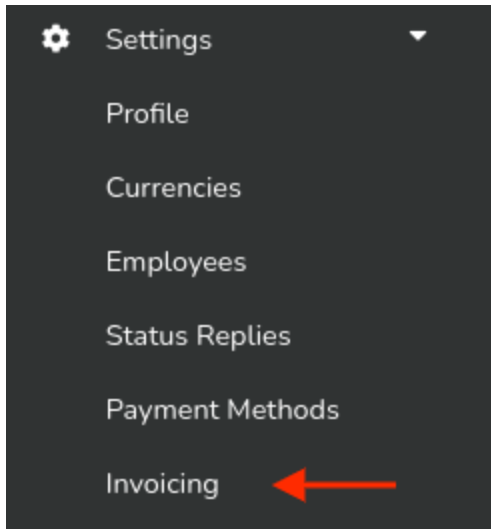 Settings
Profile
Currencies
Employees
Status Replies
Payment Methods
Invoicing